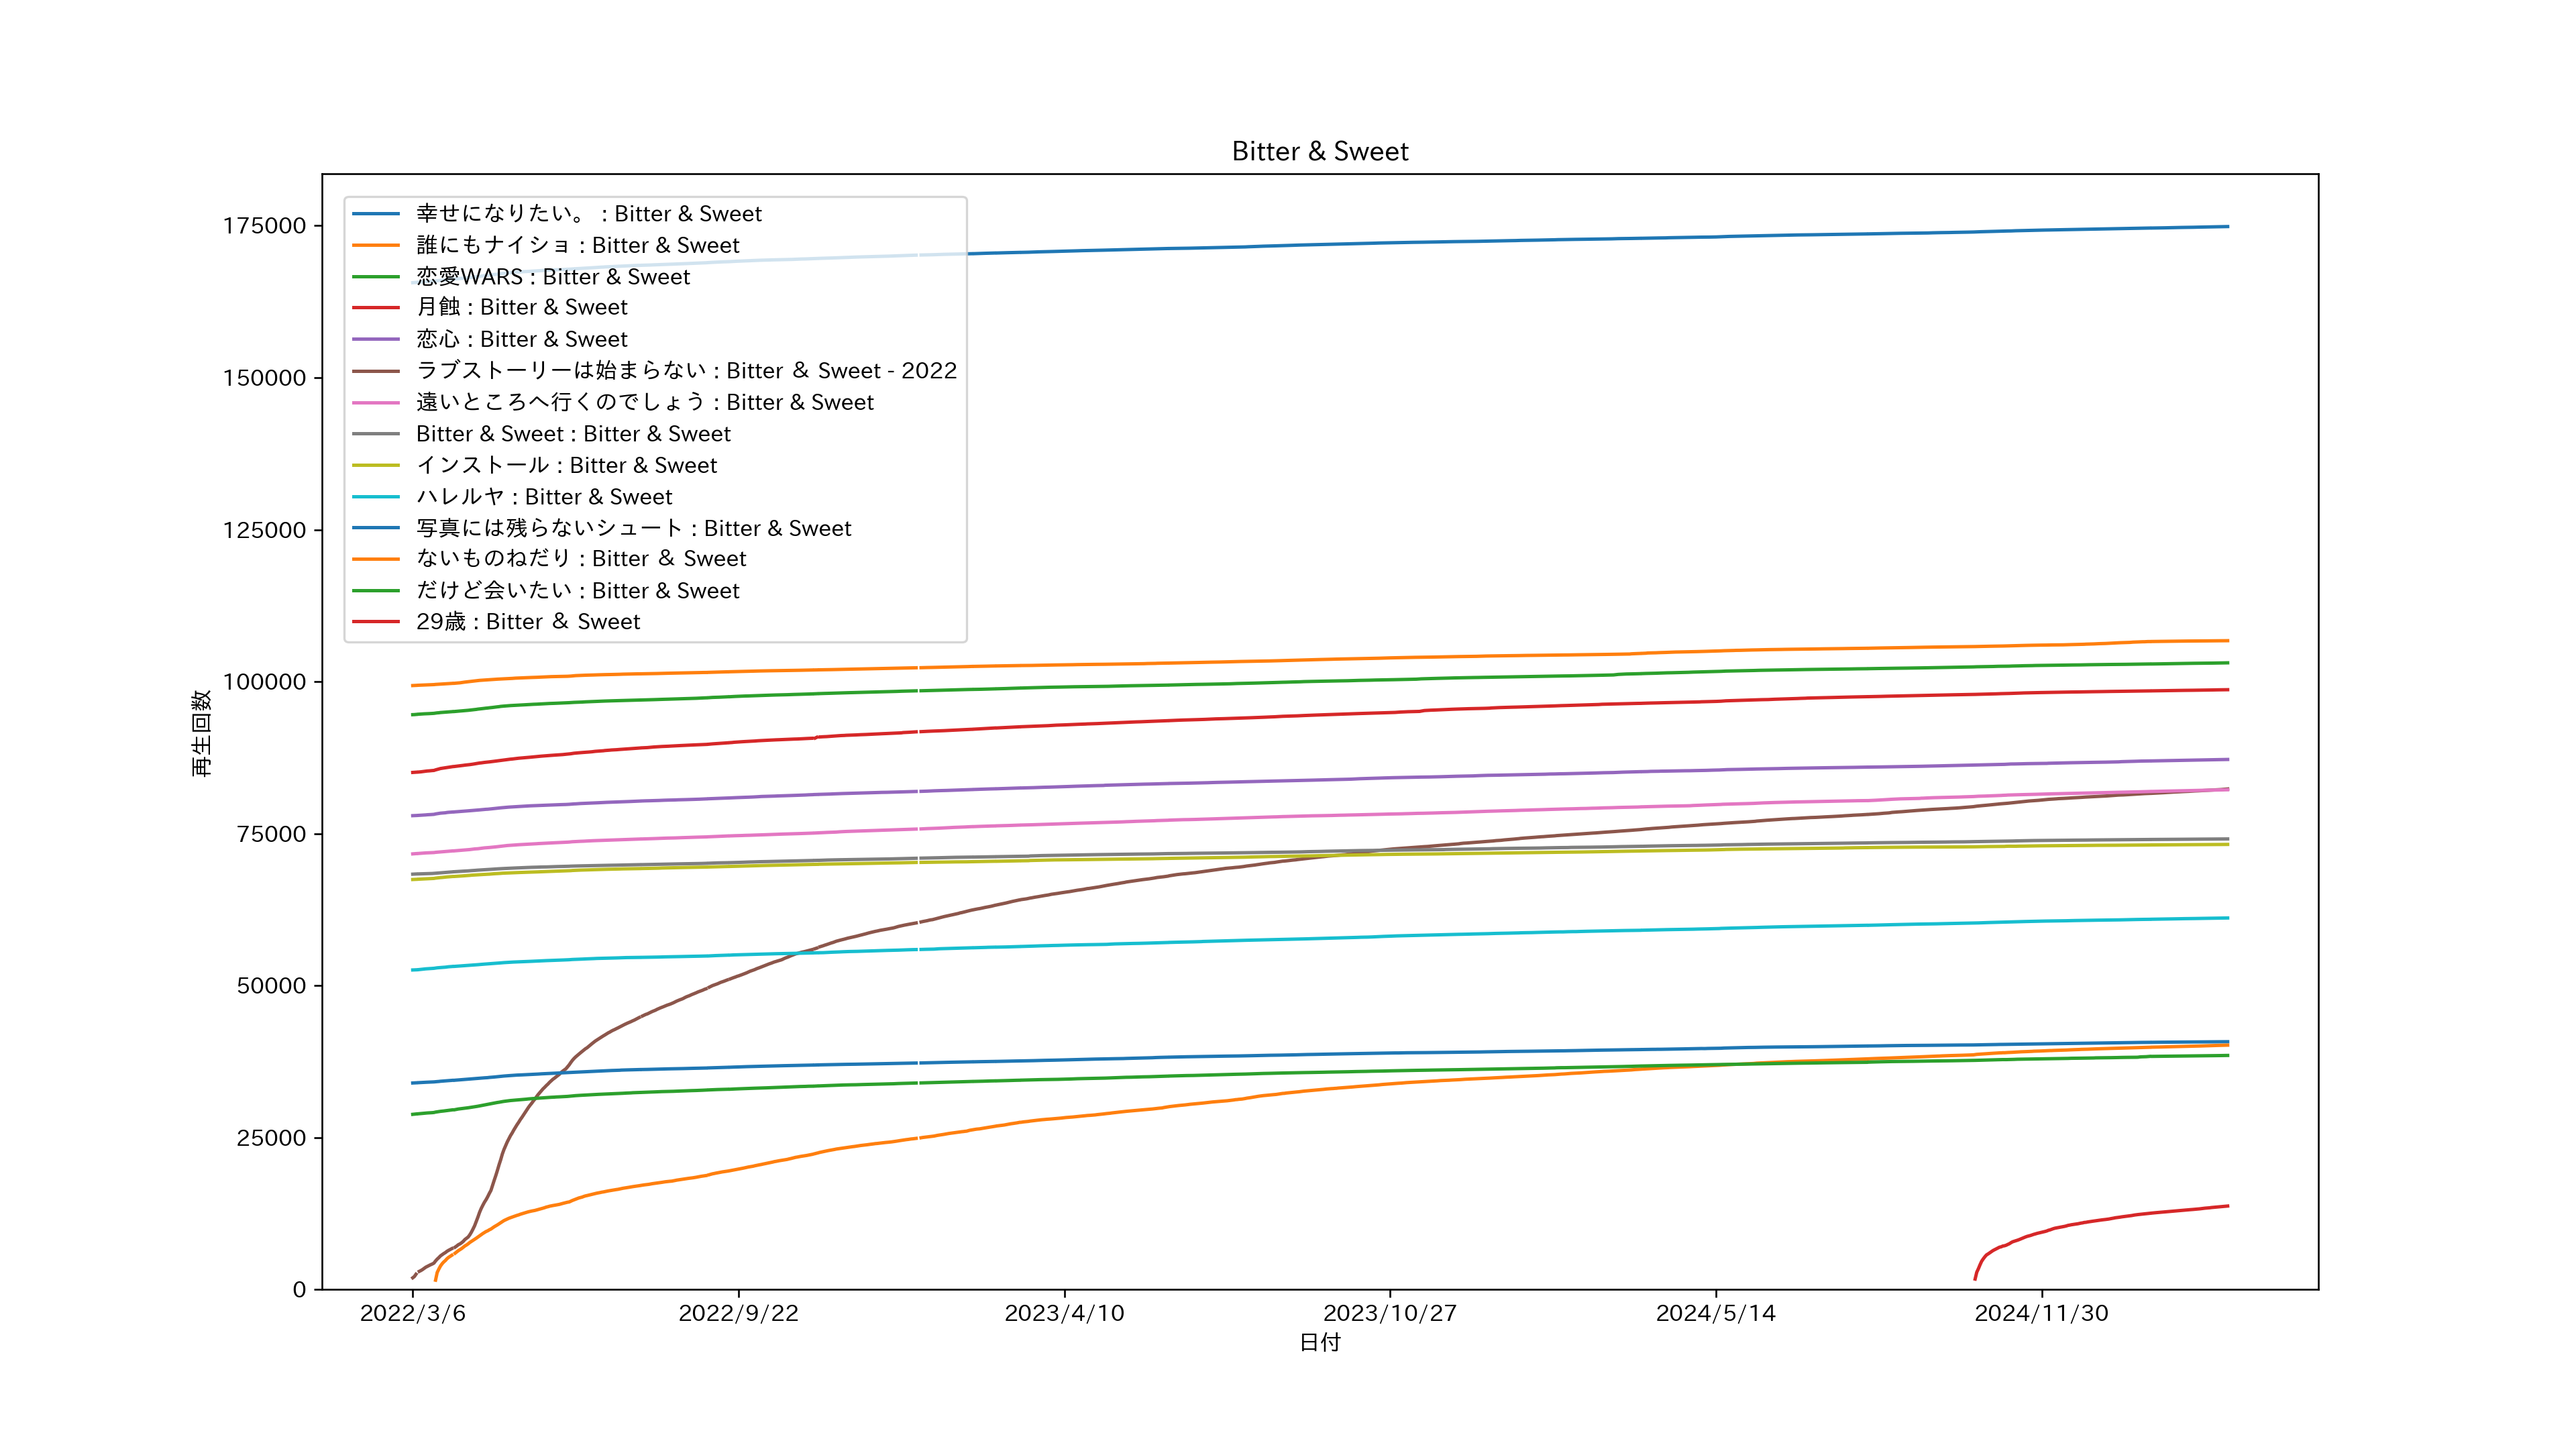 Bitter & Sweet
175000
150000
125000
100000
75000
50000
25000
0
再生回数
幸せになりたい。 : Bitter & Sweet
誰にもナイショ : Bitter & Sweet
恋愛WARS : Bitter & Sweet
月蝕 : Bitter & Sweet
恋心 : Bitter & Sweet
ラブストーリーは始まらない : Bitter ＆ Sweet - 2022
遠いところへ行くのでしょう : Bitter & Sweet
Bitter & Sweet : Bitter & Sweet
インストール : Bitter & Sweet
ハレルヤ : Bitter & Sweet
写真には残らないシュート : Bitter & Sweet
ないものねだり : Bitter ＆ Sweet
だけど会いたい : Bitter & Sweet
29歳 : Bitter ＆ Sweet
2022/3/6 2022/9/22 2023/4/10 2023/10/27 2024/5/14 2024/11/30
日付